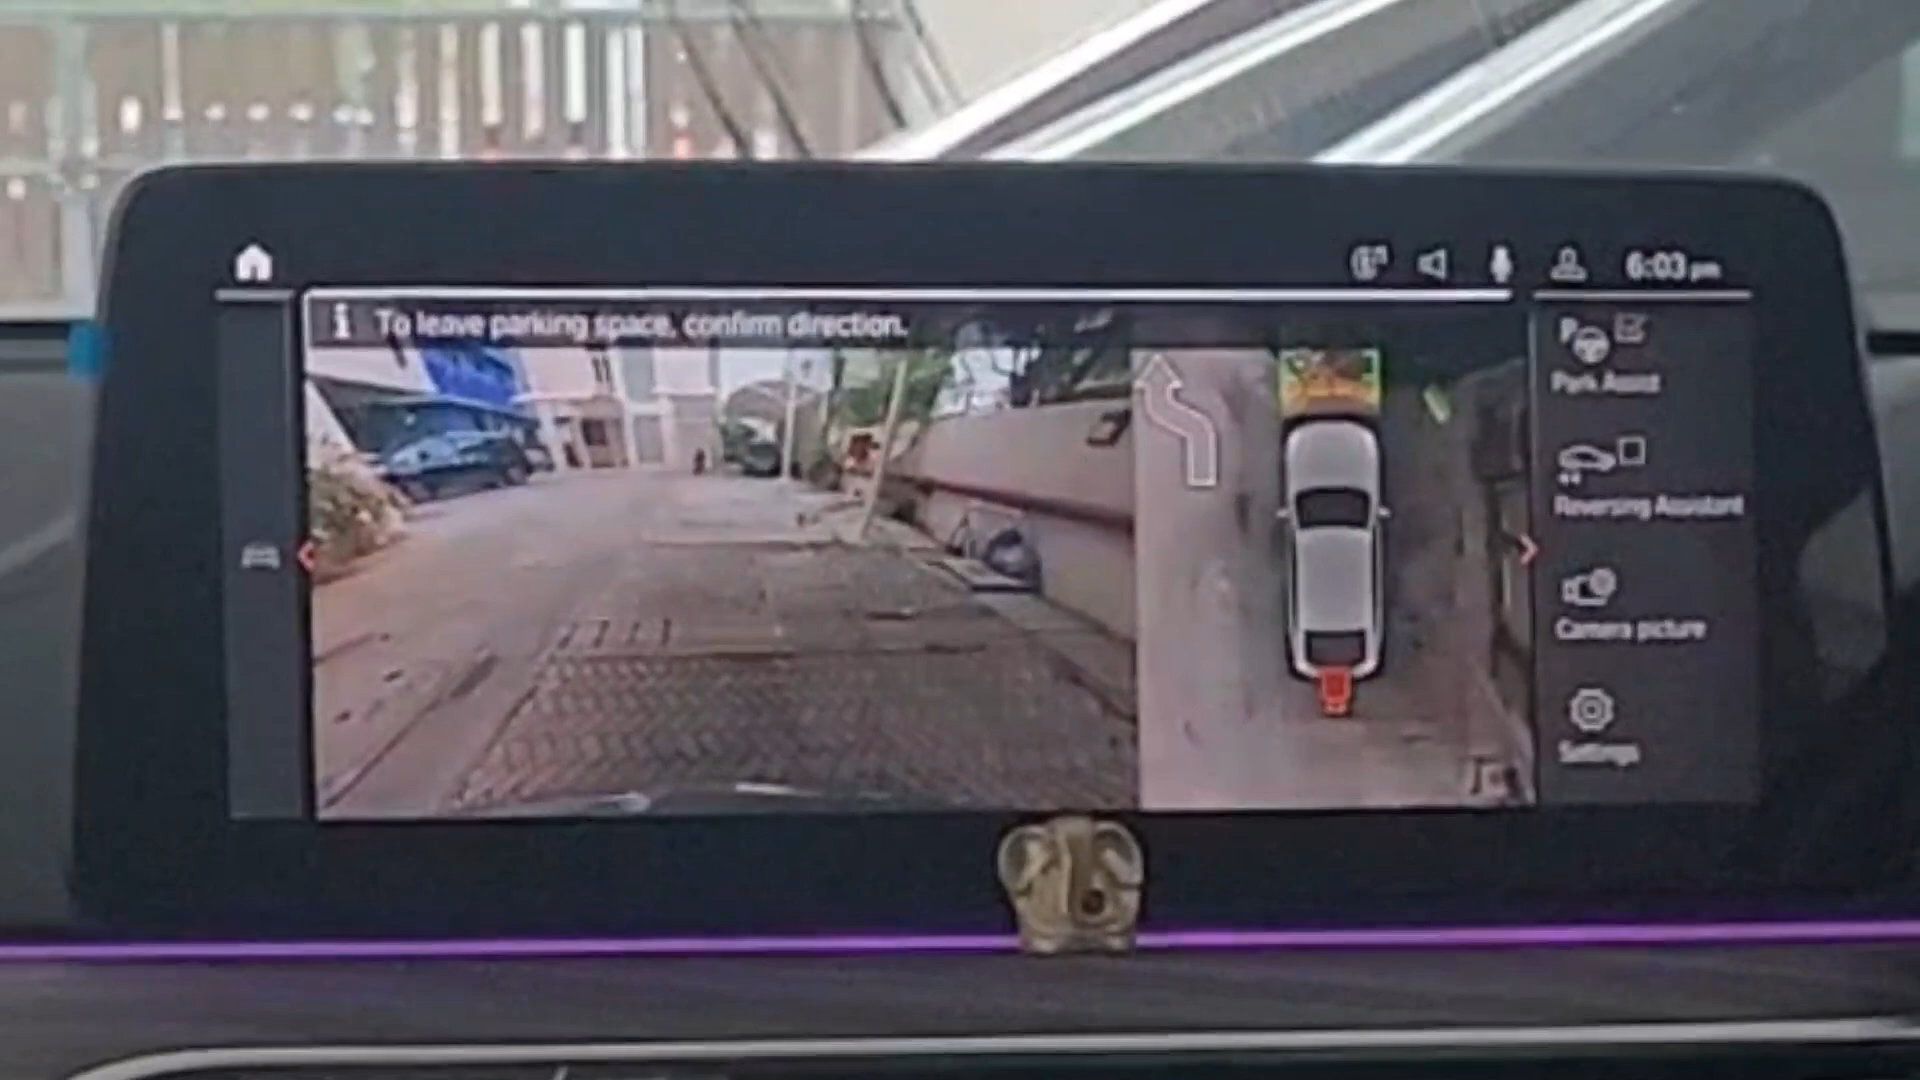 6:03 pm
To leave parking space, confirm direction.
P
Park Assist
Reversing Assistant
Camera picture
Settings